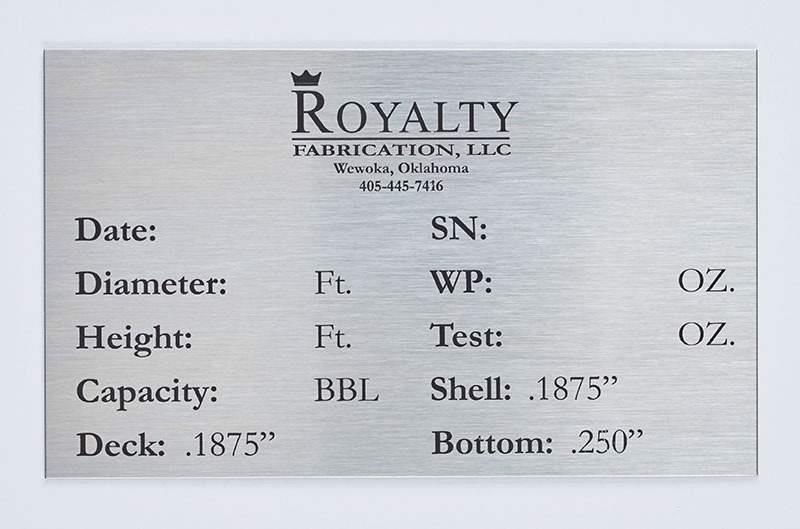 ROYALTY
FABRICATION, LLC
Wewoka, Oklahoma
405-445-7416
Date: SN:
Diameter: Ft. WP: OZ.
Height: Ft. Test: OZ.
Capacity: BBL Shell: .1875”
Deck: .1875” Bottom: .250”